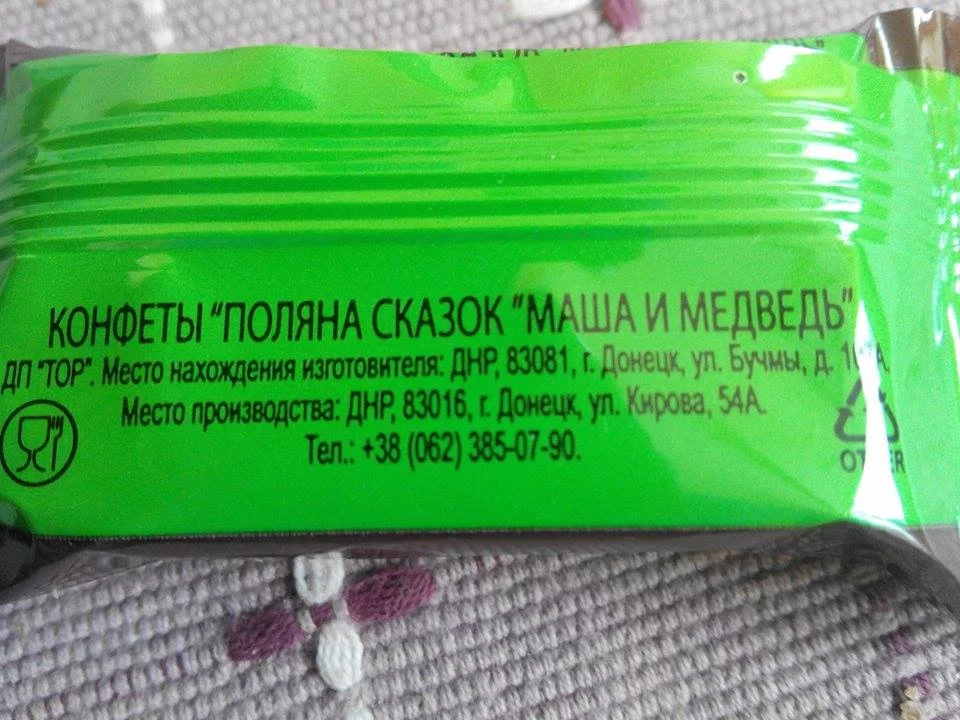 КОНФЕТЫ "ПОЛЯНА СКАЗОК "МАША И МЕДВЕДЬ"
ДП "ТОР". Место нахождения изготовителя: ДНР, 83081, г. Донецк, ул. Бучмы, д.
Место производства: ДНР, 83016, г. Донецк, ул. Кирова, 54А.
Тел.: +38 (062) 385-07-90.